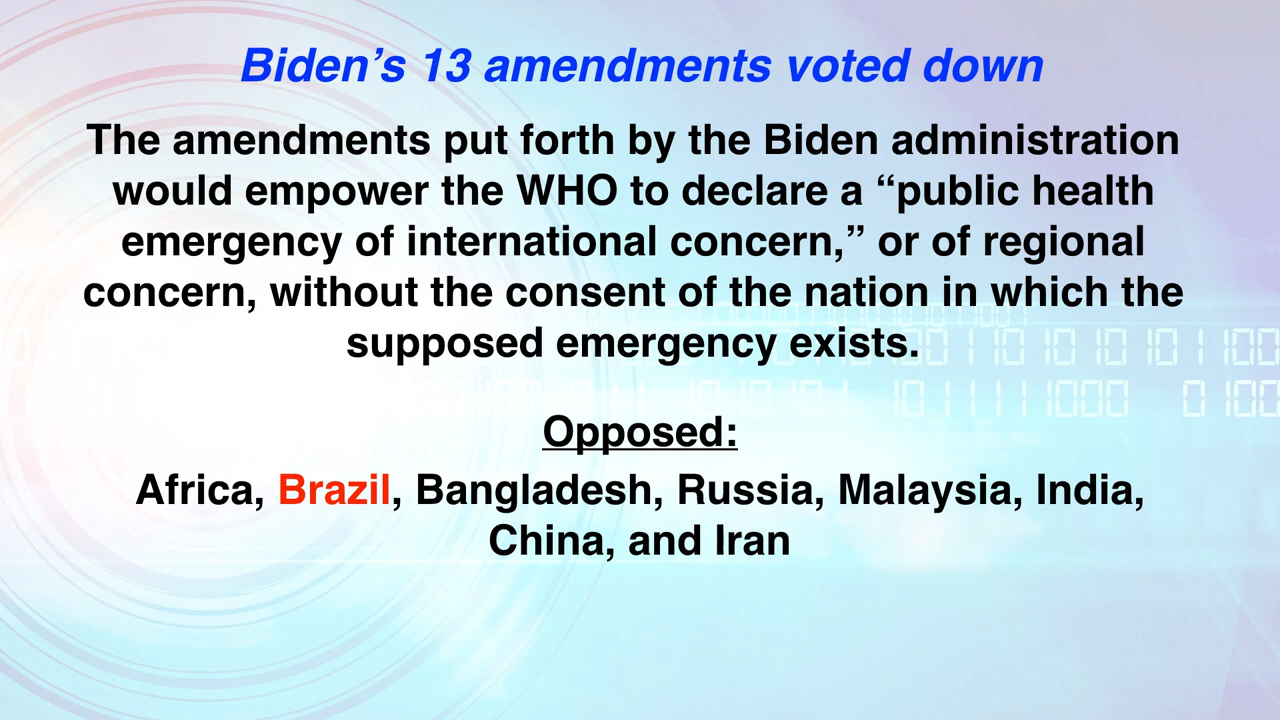 Biden’s 13 amendments voted down
The amendments put forth by the Biden administration
would empower the WHO to declare a “public health
emergency of international concern,” or of regional
concern, without the consent of the nation in which the
supposed emergency exists.
Opposed:
Africa, Brazil, Bangladesh, Russia, Malaysia, India,
China, and Iran